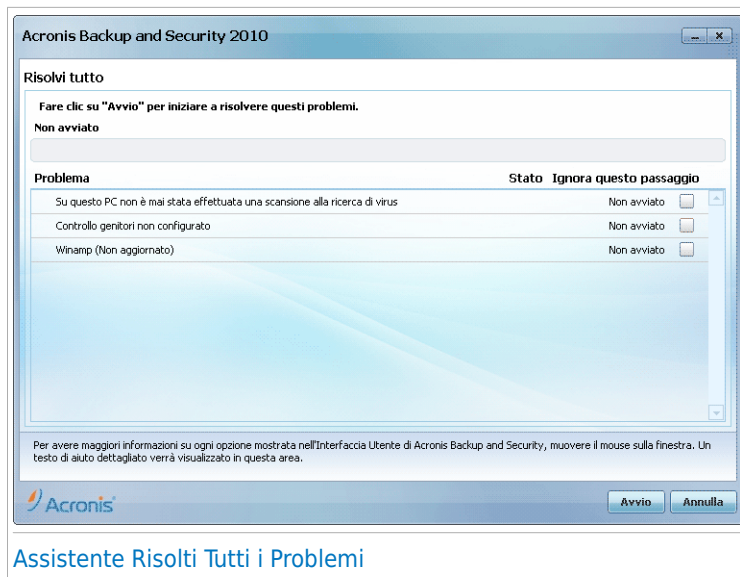 Acronis Backup and Security 2010
Risolvi tutto
Fare clic su "Avvio" per iniziare a risolvere questi problemi.
Non avviato
Problema Stato Ignora questo passaggio
Su questo PC non è mai stata effettuata una scansione alla ricerca di virus Non avviato
Controllo genitori non configurato Non avviato
Winamp (Non aggiornato) Non avviato
Per avere maggiori informazioni su ogni opzione mostrata nell'Interfaccia Utente di Acronis Backup and Security, muovere il mouse sulla finestra. Un
testo di aiuto dettagliato verrà visualizzato in questa area.
Acronis Avvio Annulla
Assistente Risolti Tutti i Problemi